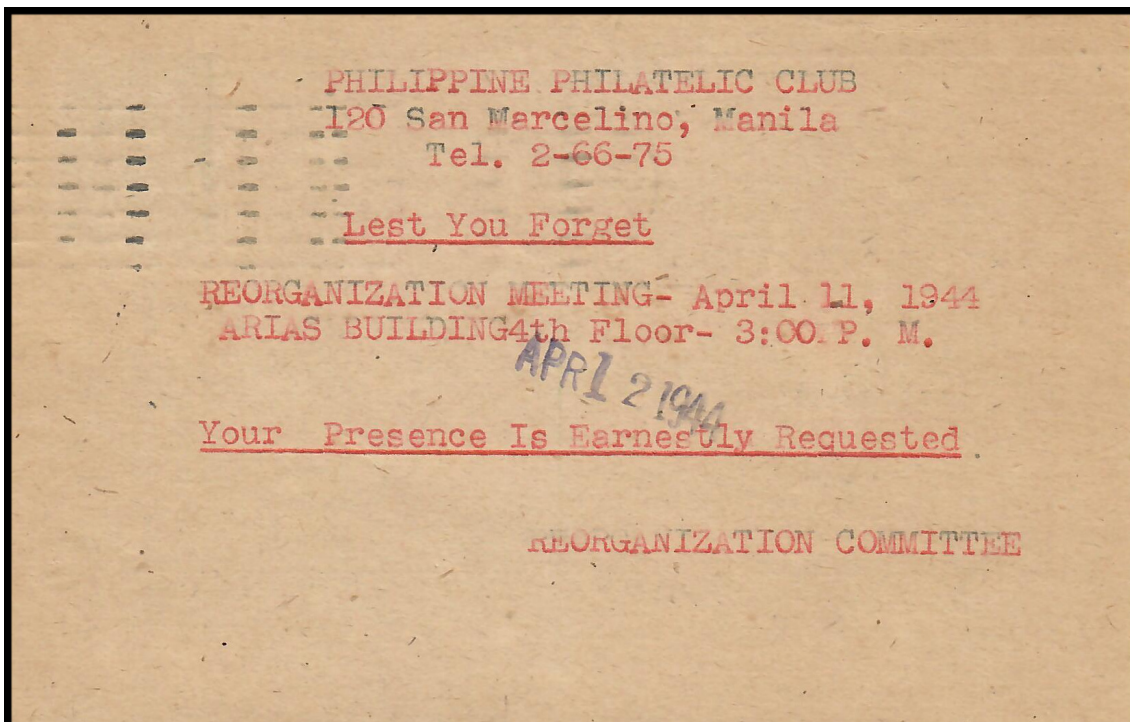 PHILIPPINE PHILATELIC CLUB
120 San Marcelino, Manila
Tel. 2-66-75
Lest You Forget
REORGANIZATION MEETING- April 11, 1944
ARIAS BUILDING4th Floor- 3:00 P. M.
APR 12 1944
Your Presence Is Earnestly Requested
REORGANIZATION COMMITTEE